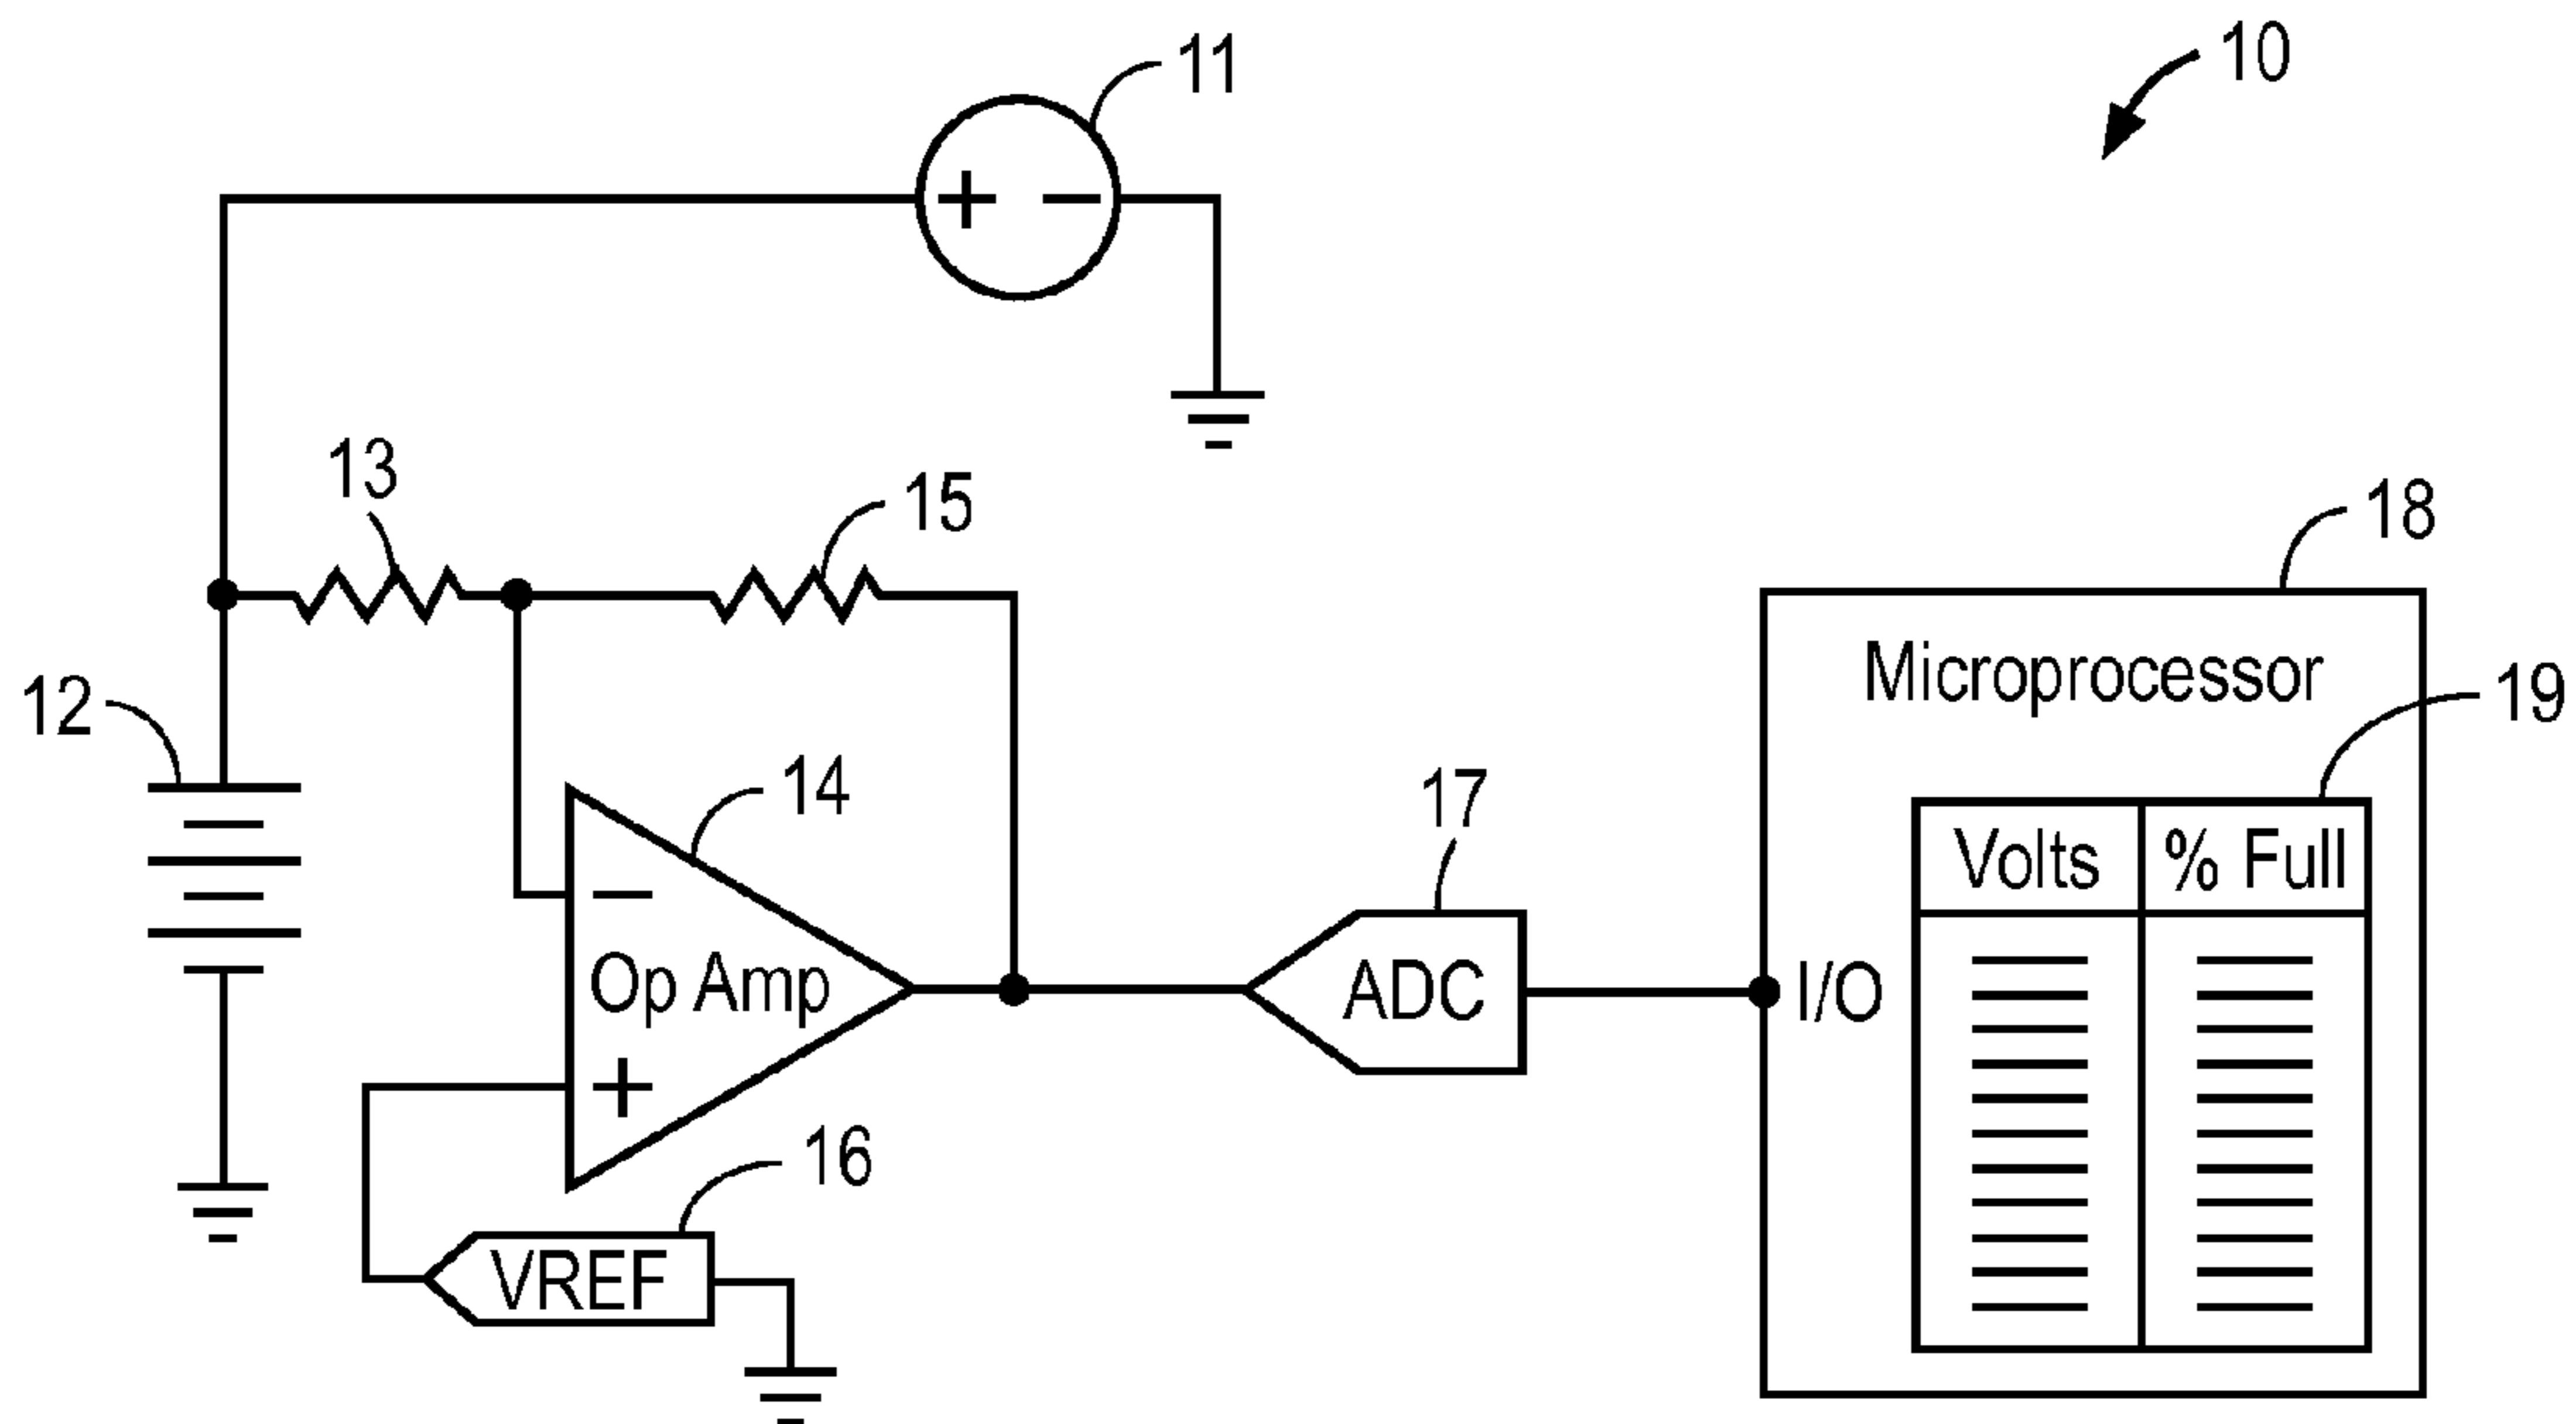 10
11
13
15
18
Microprocessor
12
19
14
17
Volts
% Full
−
Op Amp
ADC
I/O
+
16
VREF
+ −